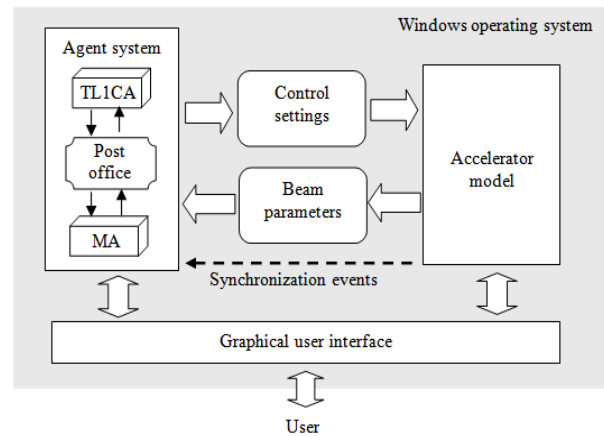 Windows operating system
Agent system
TL1CA
Post
office
MA
Control
settings
Beam
parameters
Accelerator
model
Synchronization events
Graphical user interface
User